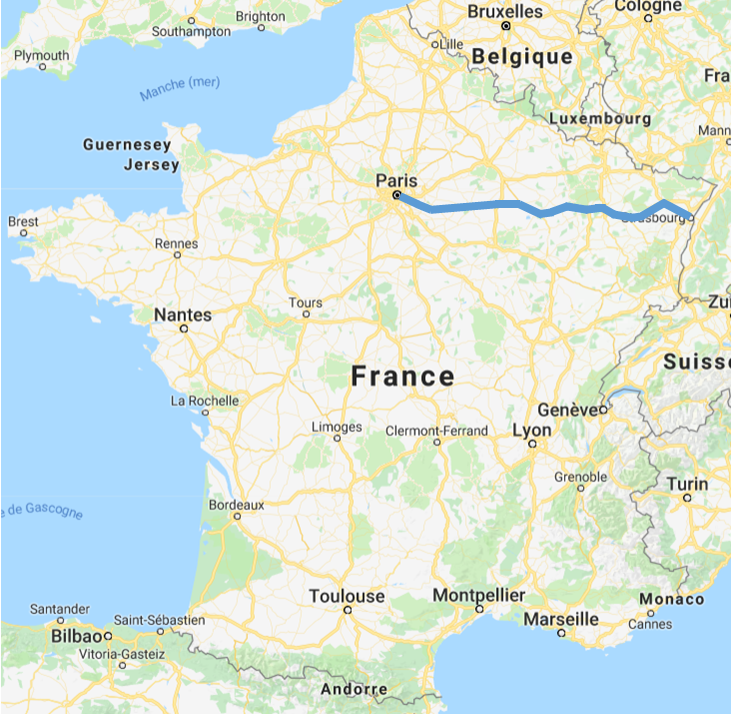 Cologne
Bruxelles
Brighton
Southampton
Lille
Plymouth
Belgique
Fra
Manche (mer)
Luxembourg
Mann
Guernesey
Jersey
Paris
Brest
Strasbourg
Rennes
Tours
Zu
Nantes
Suisse
France
La Rochelle
Genève
Limoges
Clermont-Ferrand
Lyon
Grenoble
Turin
Bordeaux
e de Gascogne
Toulouse
Montpellier
Monaco
Santander
Saint-Sébastien
Marseille
Cannes
Bilbao
Vitoria-Gasteiz
Andorre